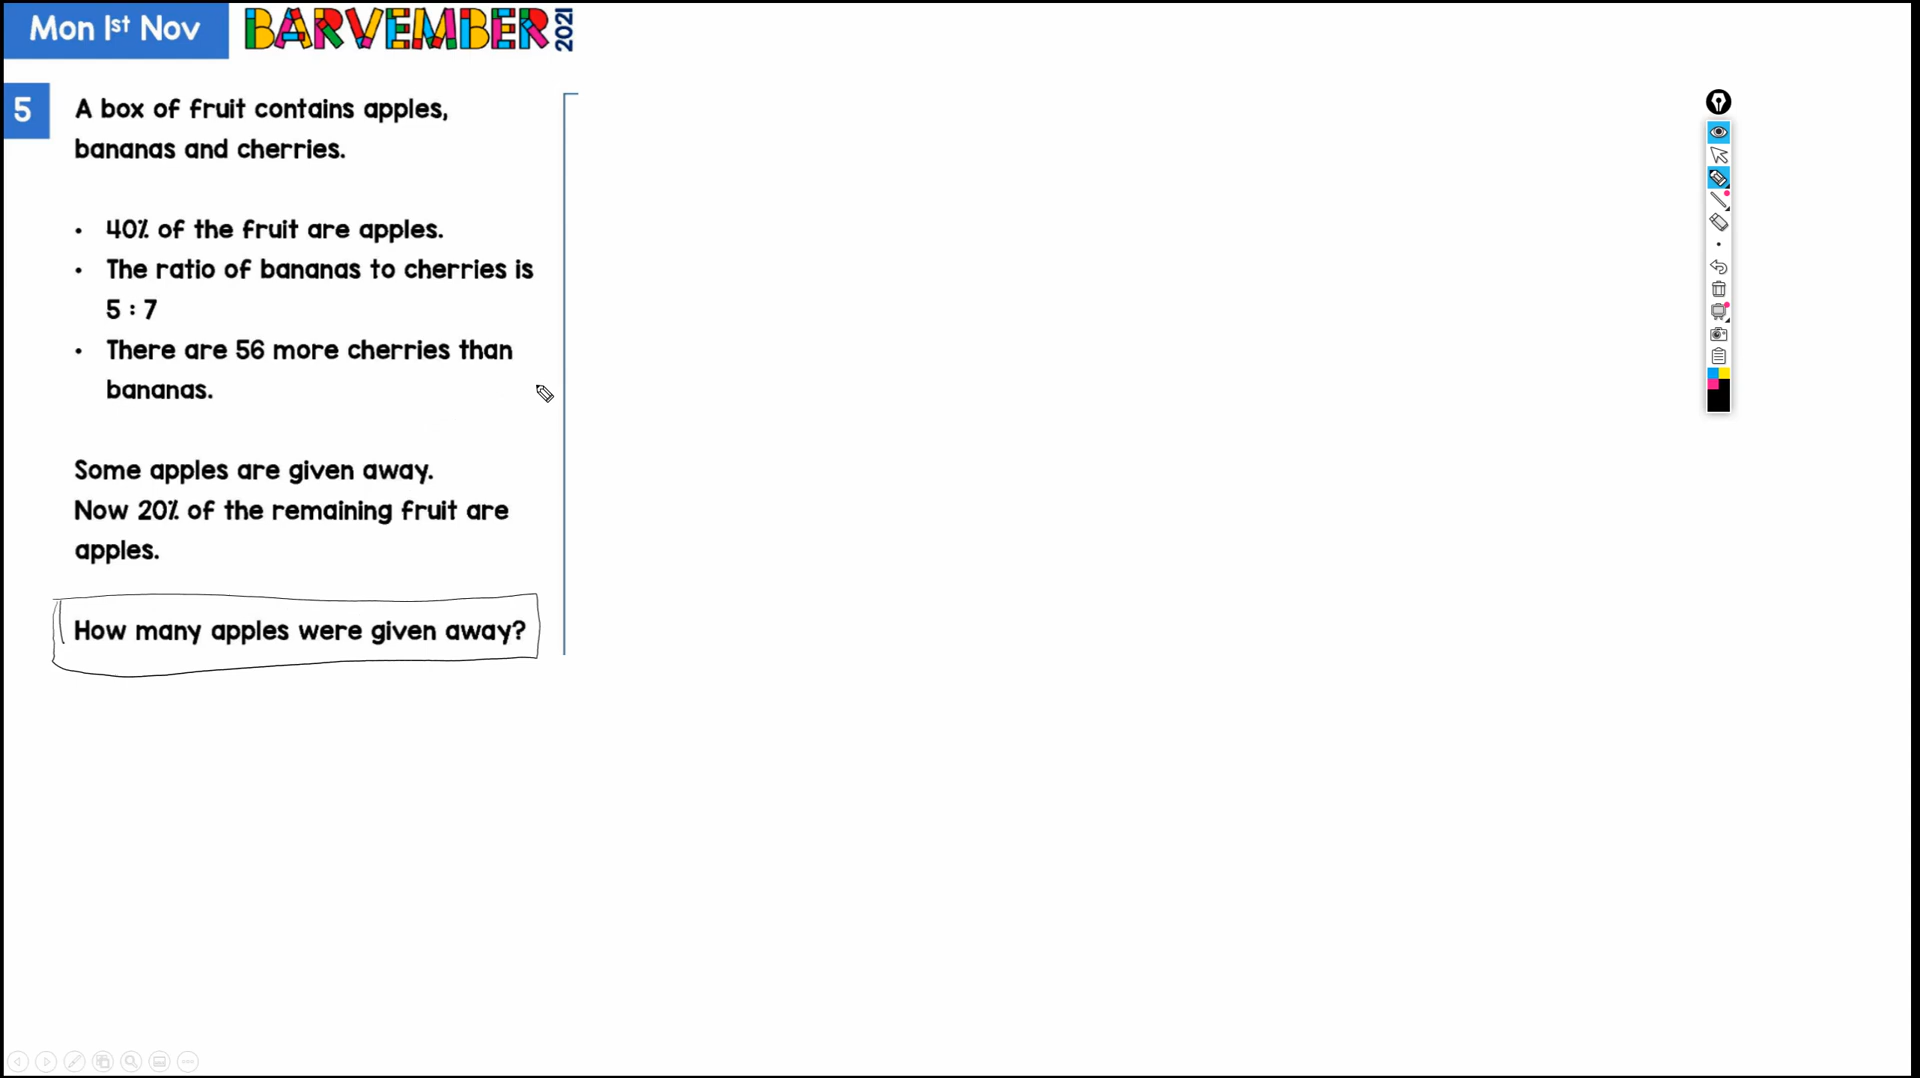 Mon 1st Nov
BARVEMBER 2021
5
A box of fruit contains apples,
bananas and cherries.
• 40% of the fruit are apples.
• The ratio of bananas to cherries is
5 : 7
• There are 56 more cherries than
bananas.
Some apples are given away.
Now 20% of the remaining fruit are
apples.
How many apples were given away?